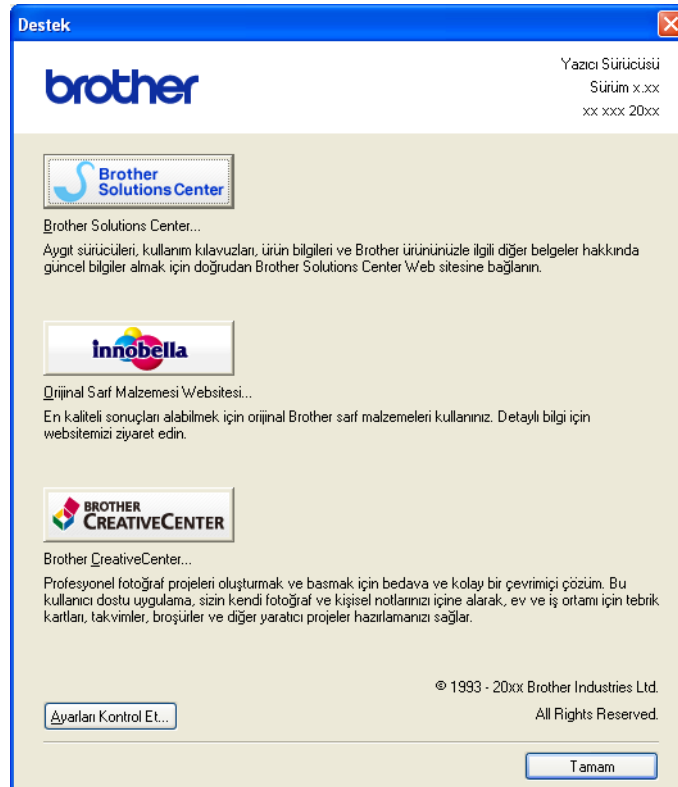 Destek
brother
Yazıcı Sürücüsü
Sürüm x.xx
xx xxx 20xx
Brother
Solutions Center
Brother Solutions Center...
Aygıt sürücüleri, kullanım kılavuzları, ürün bilgileri ve Brother ürününüzle ilgili diğer belgeler hakkında
güncel bilgiler almak için doğrudan Brother Solutions Center Web sitesine bağlanın.
innobella
Orijinal Sarf Malzemesi Websitesi...
En kaliteli sonuçları alabilmek için orijinal Brother sarf malzemeleri kullanınız. Detaylı bilgi için
websitemizi ziyaret edin.
BROTHER
CREATIVECENTER
Brother CreativeCenter...
Profesyonel fotoğraf projeleri oluşturmak ve basmak için bedava ve kolay bir çevrimiçi çözüm. Bu
kullanıcı dostu uygulama, sizin kendi fotoğraf ve kişisel notlarınızı içine alarak, ev ve iş ortamı için tebrik
kartları, takvimler, broşürler ve diğer yaratıcı projeler hazırlamanızı sağlar.
© 1993 - 20xx Brother Industries Ltd.
Ayarları Kontrol Et...
All Rights Reserved.
Tamam